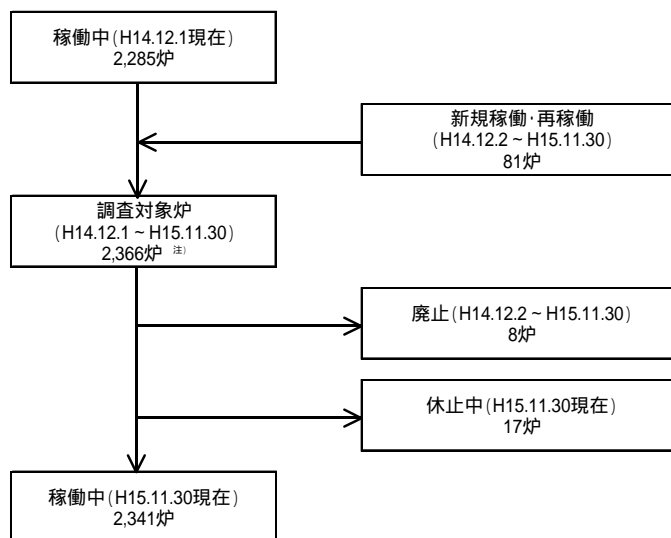 稼働中(H14.12.1現在)
2,285炉
新規稼働･再稼働
(H14.12.2~H15.11.30)
81炉
調査対象炉
(H14.12.1~H15.11.30)
2,366炉 注)
廃止(H14.12.2~H15.11.30)
8炉
休止中(H15.11.30現在)
17炉
稼働中(H15.11.30現在)
2,341炉